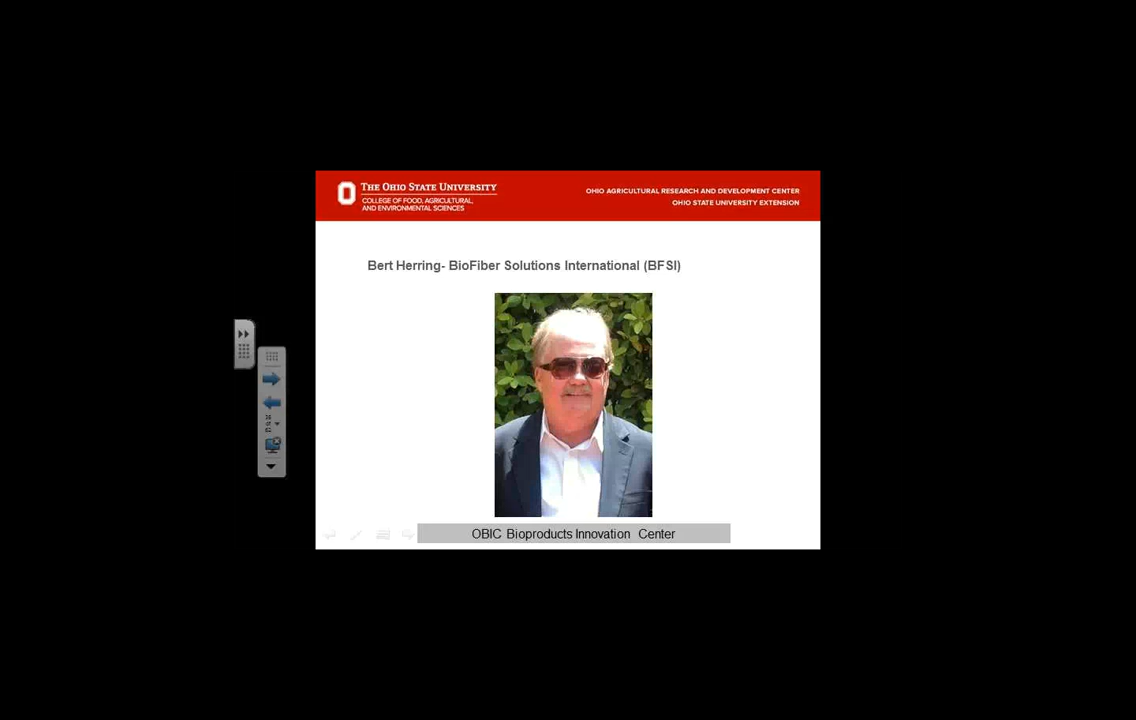 THE OHIO STATE UNIVERSITY
COLLEGE OF FOOD, AGRICULTURAL,
AND ENVIRONMENTAL SCIENCES
OHIO AGRICULTURAL RESEARCH AND DEVELOPMENT CENTER
OHIO STATE UNIVERSITY EXTENSION
Bert Herring- BioFiber Solutions International (BFSI)
OBIC Bioproducts Innovation Center